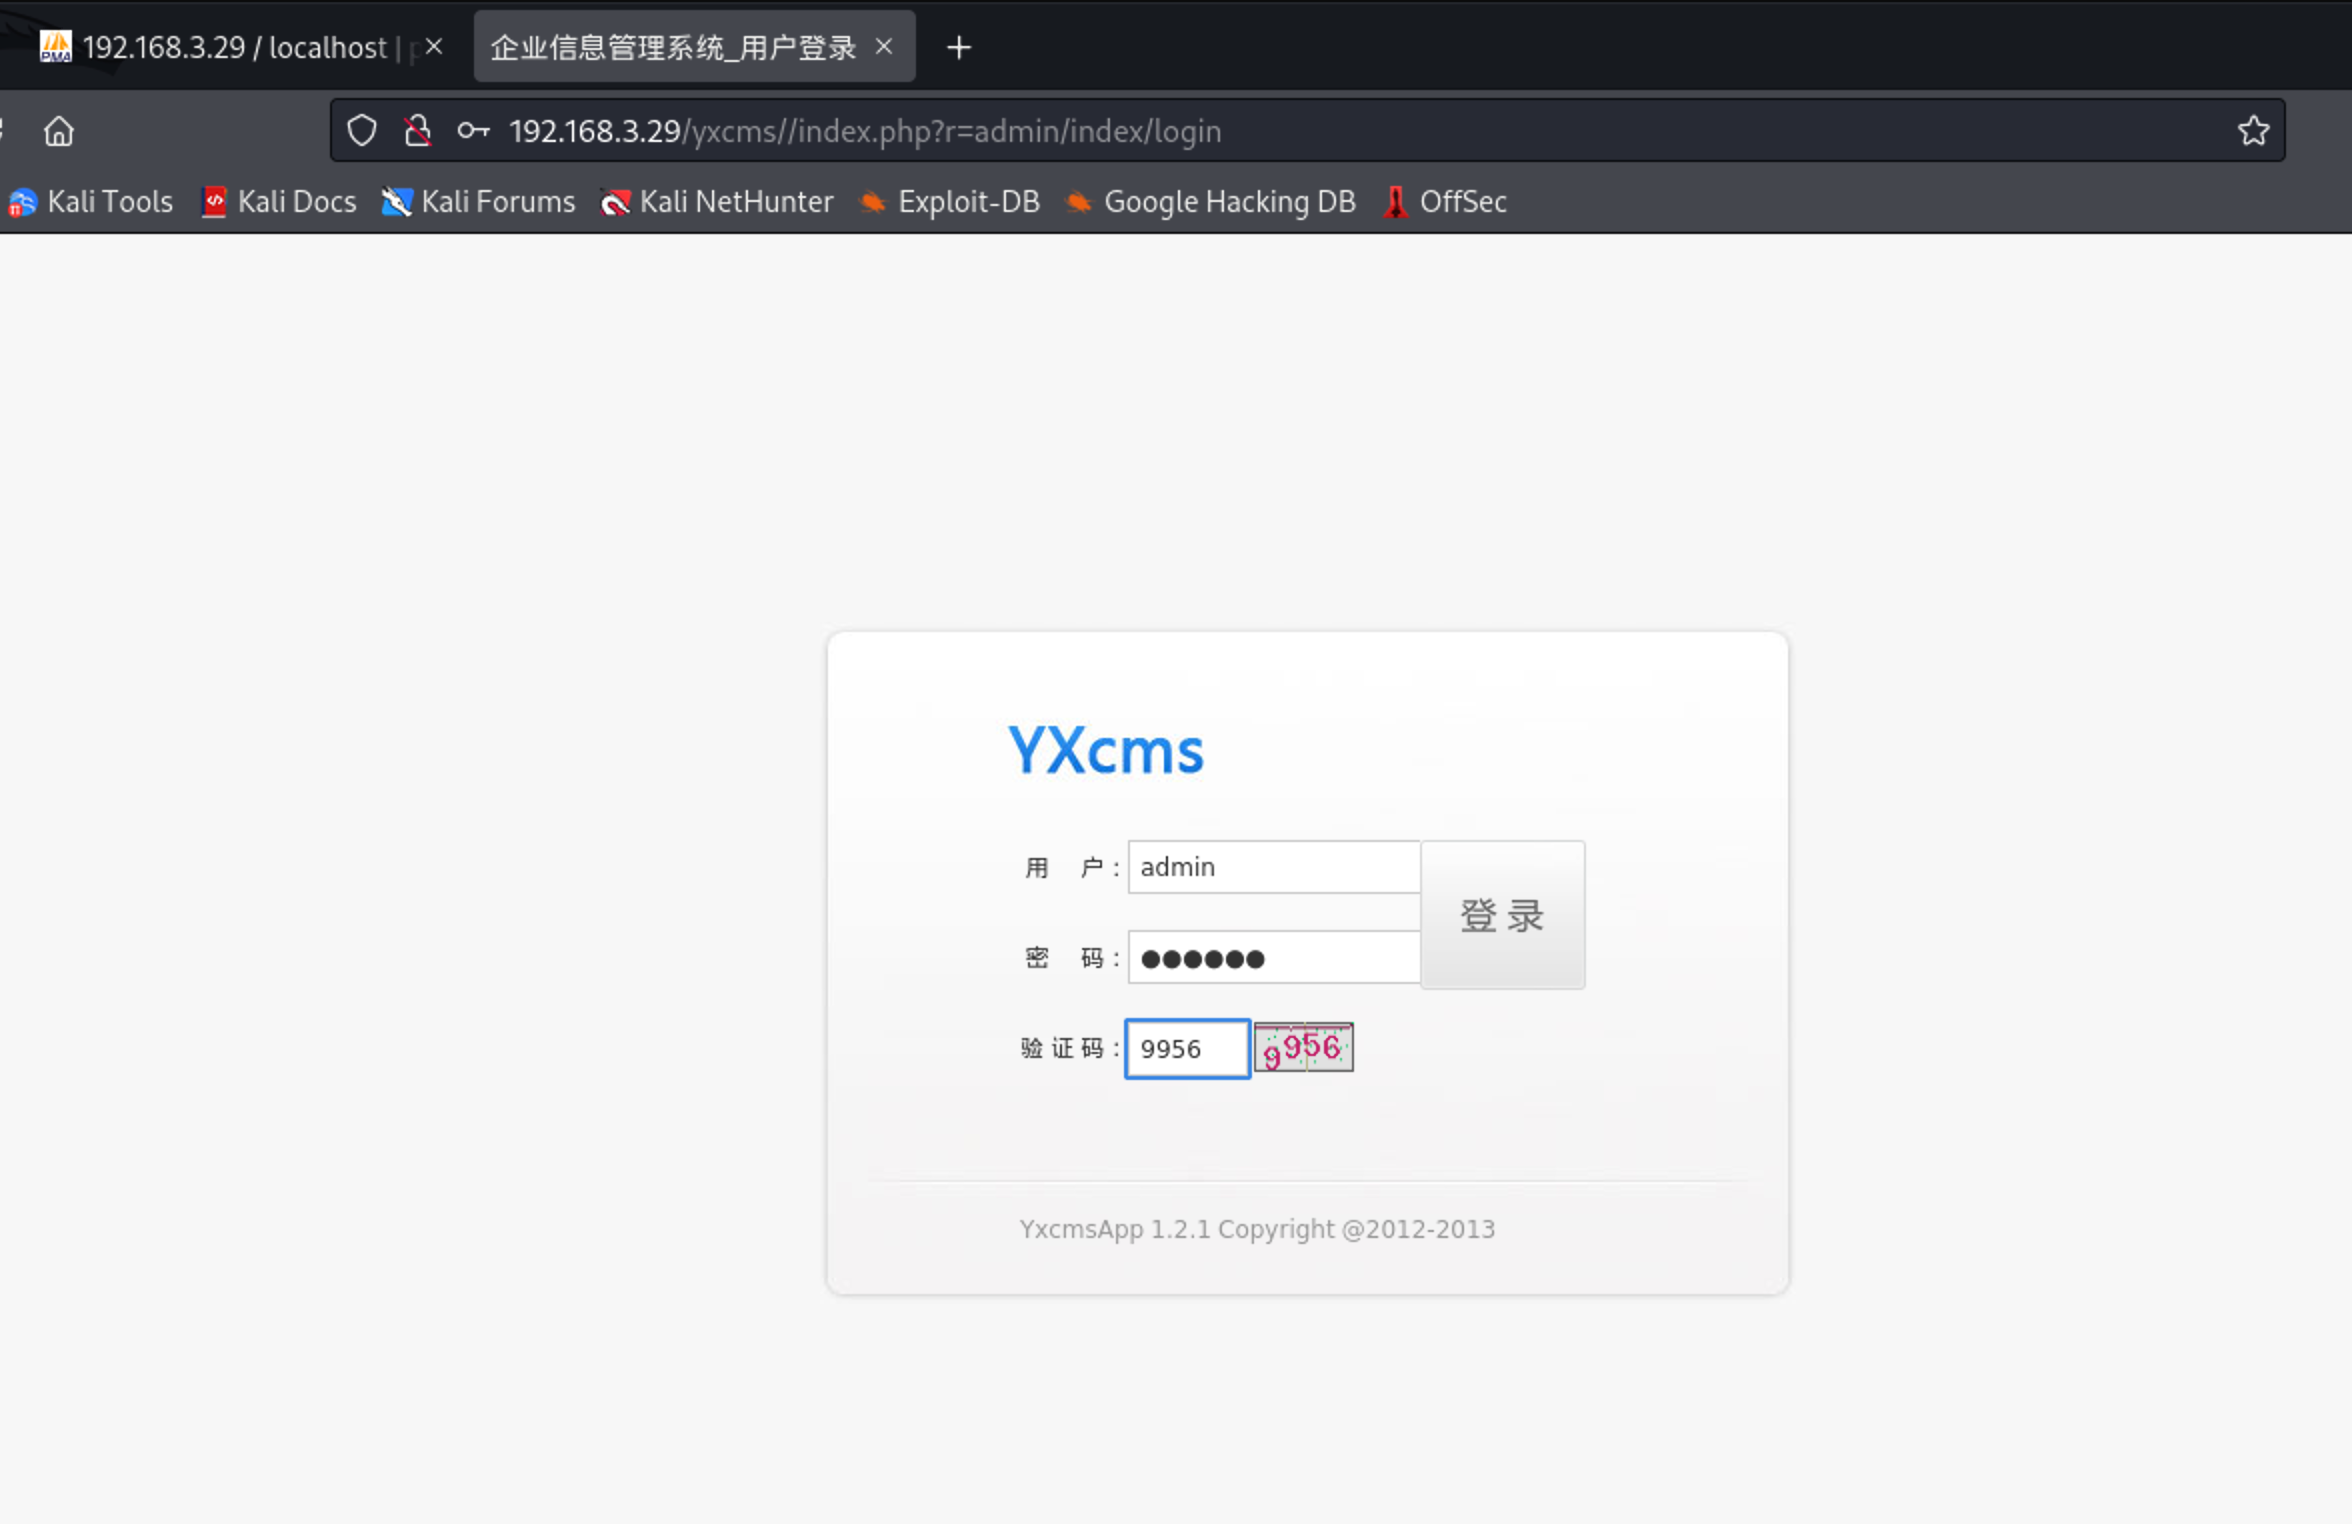 192.168.3.29 / localhost | p
企业信息管理系统_用户登录
192.168.3.29/yxcms//index.php?r=admin/index/login
Kali Tools Kali Docs Kali Forums Kali NetHunter Exploit-DB Google Hacking DB OffSec
YXcms
用 户： admin
登 录
密 码： ●●●●●●
验 证 码： 9956 9956
YxcmsApp 1.2.1 Copyright @2012-2013